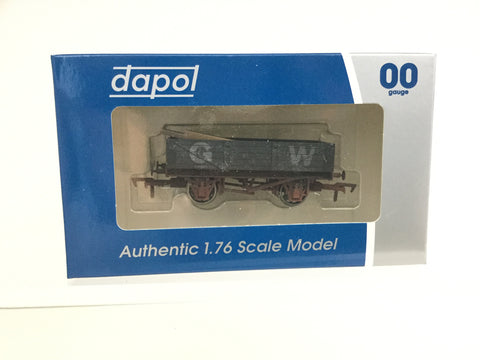 dapol
00
gauge
G W
Authentic 1.76 Scale Model